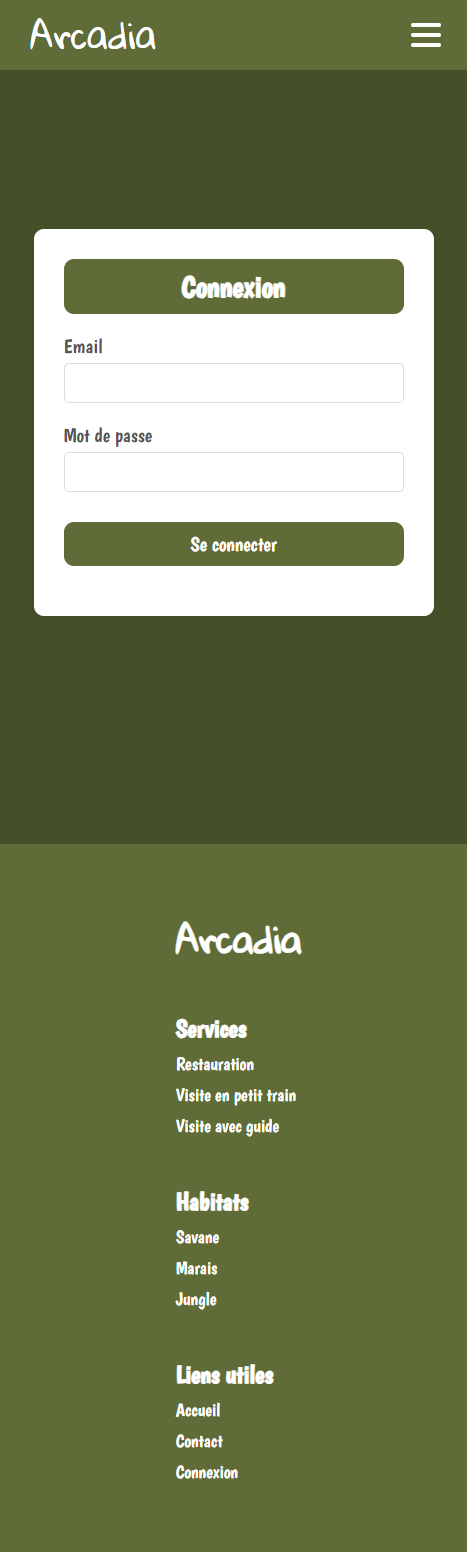 Arcadia
Connexion
Email
Mot de passe
Se connecter
Arcadia
Services
Restauration
Visite en petit train
Visite avec guide
Habitats
Savane
Marais
Jungle
Liens utiles
Accueil
Contact
Connexion